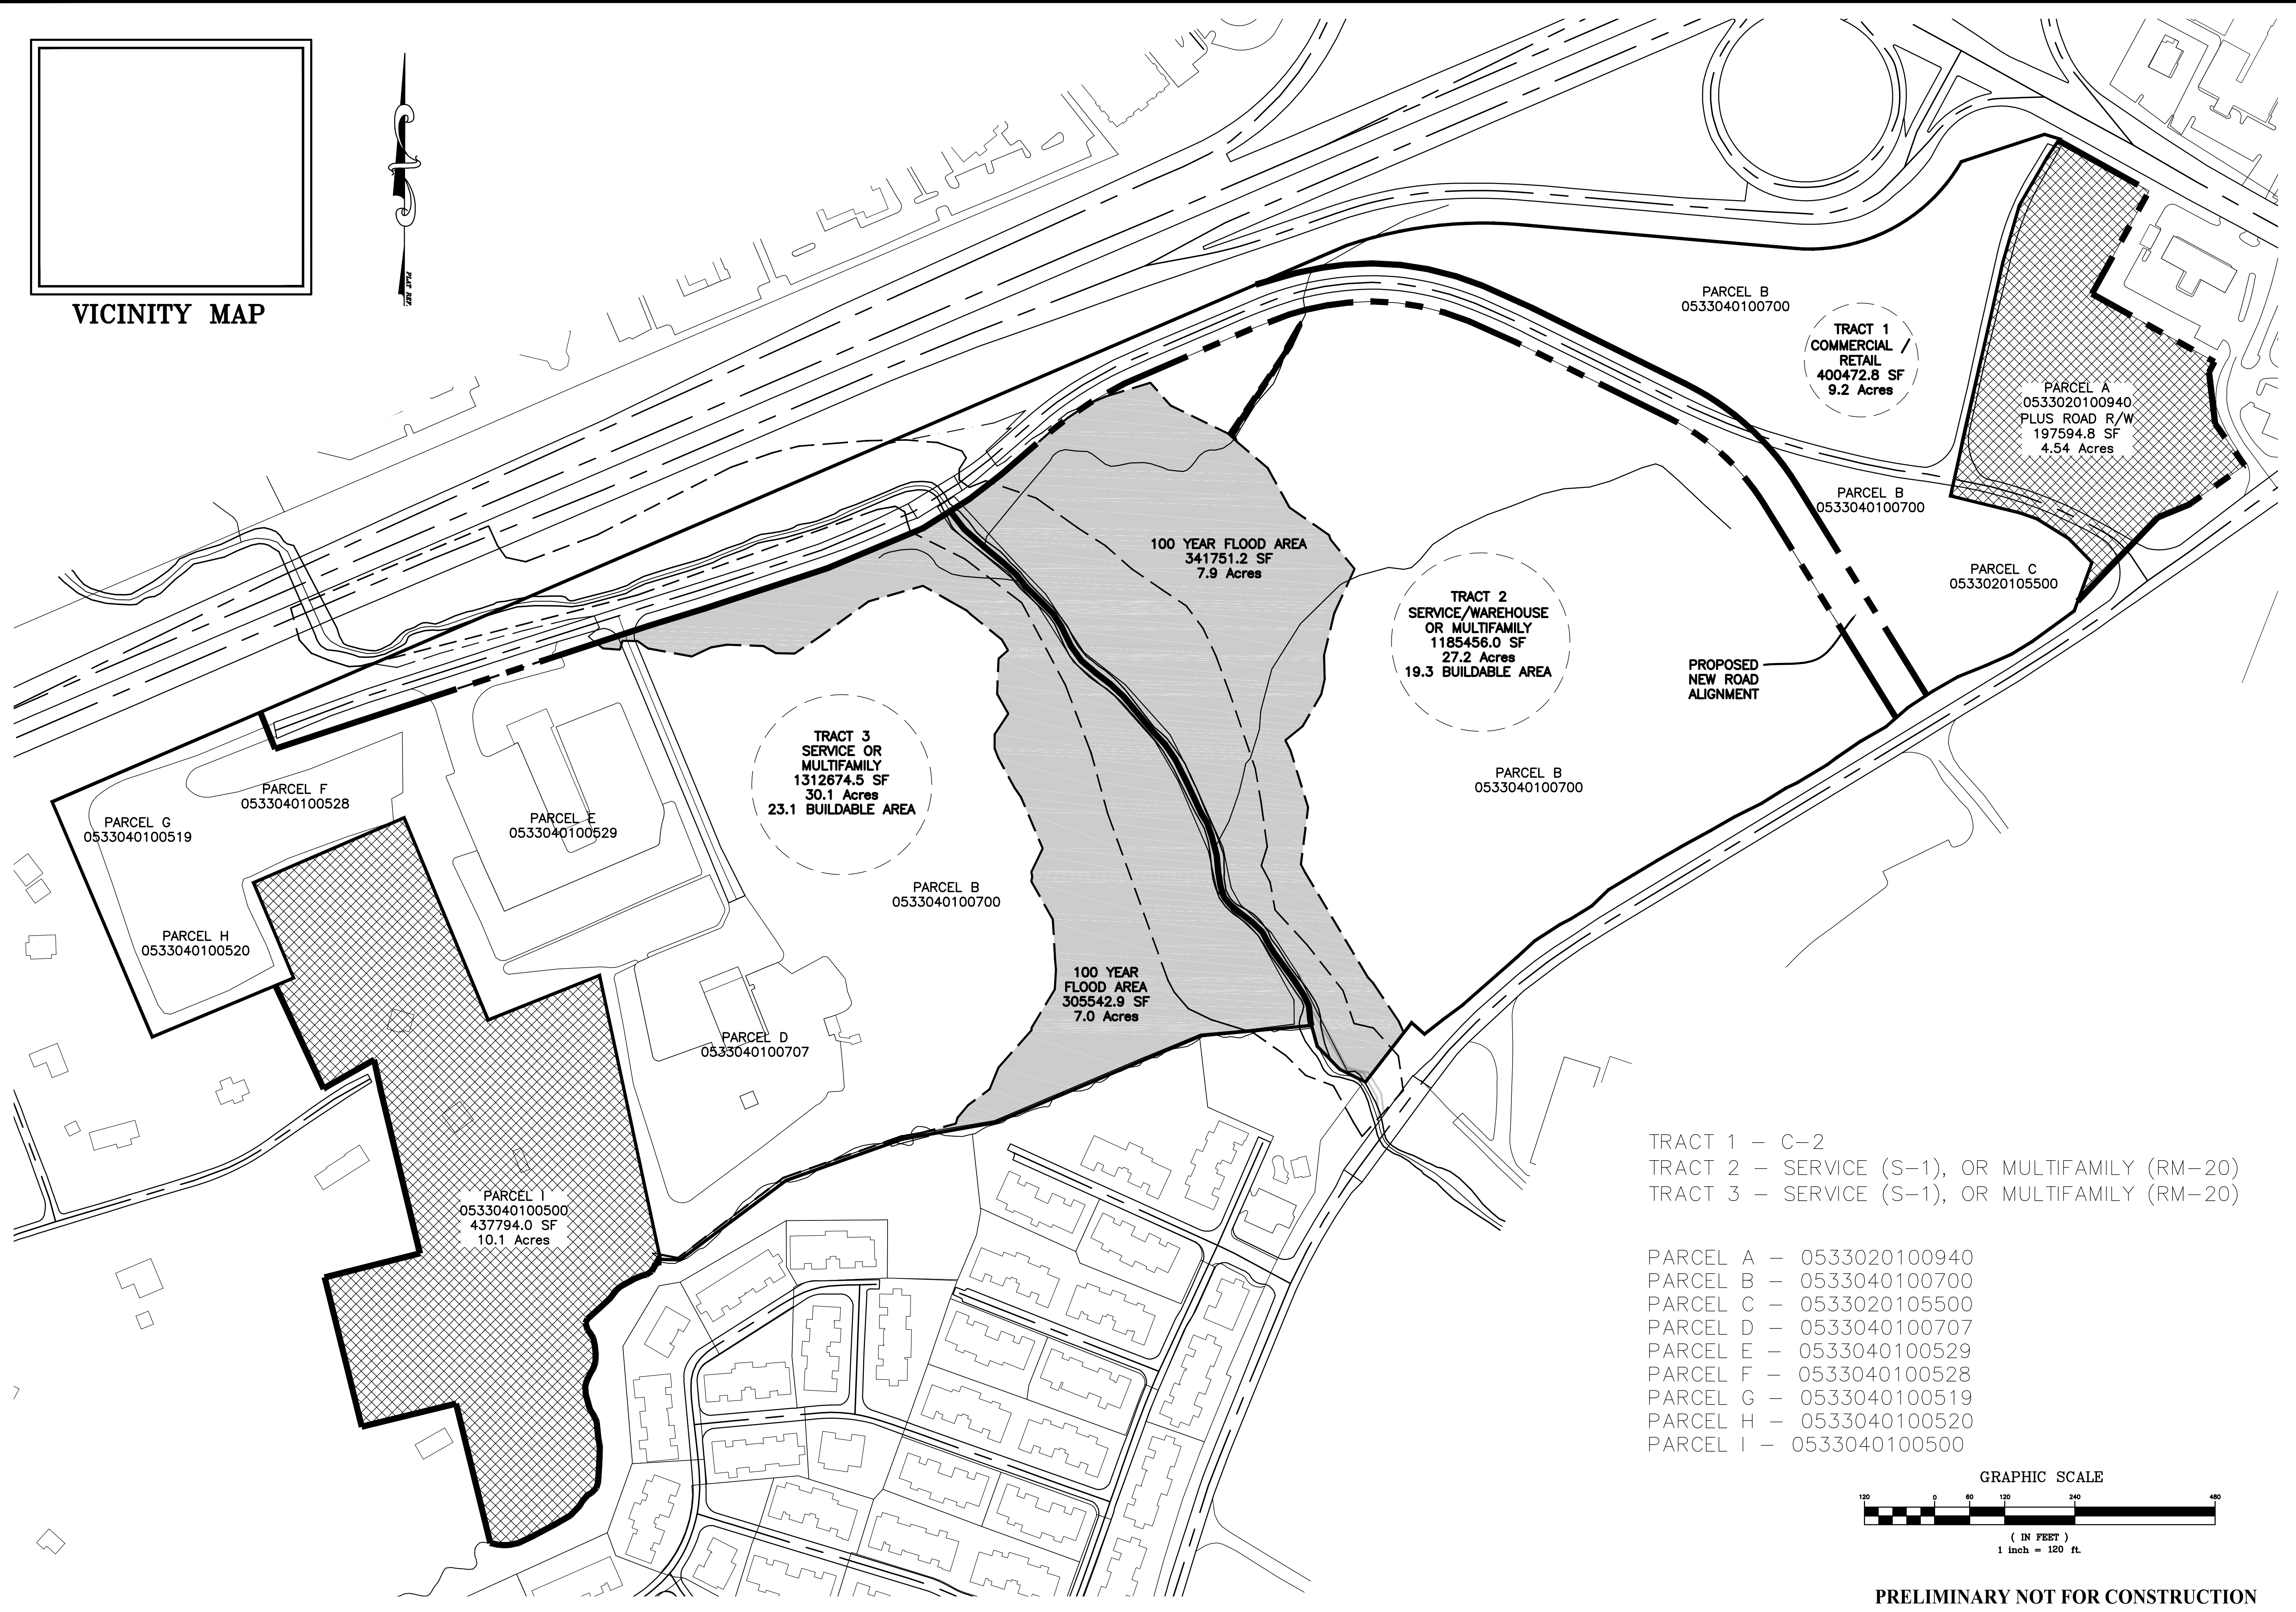 VICINITY MAP
PLAT REF.
PARCEL B
0533040100700
TRACT 1
COMMERCIAL /
RETAIL
400472.8 SF
9.2 Acres
PARCEL A
0533020100940
PLUS ROAD R/W
197594.8 SF
4.54 Acres
PARCEL B
0533040100700
PARCEL C
0533020105500
100 YEAR FLOOD AREA
341751.2 SF
7.9 Acres
TRACT 2
SERVICE/WAREHOUSE
OR MULTIFAMILY
1185456.0 SF
27.2 Acres
19.3 BUILDABLE AREA
PROPOSED
NEW ROAD
ALIGNMENT
PARCEL B
0533040100700
TRACT 3
SERVICE OR
MULTIFAMILY
1312674.5 SF
30.1 Acres
23.1 BUILDABLE AREA
PARCEL F
0533040100528
PARCEL G
0533040100519
PARCEL E
0533040100529
PARCEL B
0533040100700
PARCEL H
0533040100520
100 YEAR
FLOOD AREA
305542.9 SF
7.0 Acres
PARCEL D
0533040100707
PARCEL I
0533040100500
437794.0 SF
10.1 Acres
TRACT 1 – C–2
TRACT 2 – SERVICE (S–1), OR MULTIFAMILY (RM–20)
TRACT 3 – SERVICE (S–1), OR MULTIFAMILY (RM–20)
PARCEL A – 0533020100940
PARCEL B – 0533040100700
PARCEL C – 0533020105500
PARCEL D – 0533040100707
PARCEL E – 0533040100529
PARCEL F – 0533040100528
PARCEL G – 0533040100519
PARCEL H – 0533040100520
PARCEL I – 0533040100500
GRAPHIC SCALE
120 0 60 120 240 480
( IN FEET )
1 inch = 120 ft.
PRELIMINARY NOT FOR CONSTRUCTION